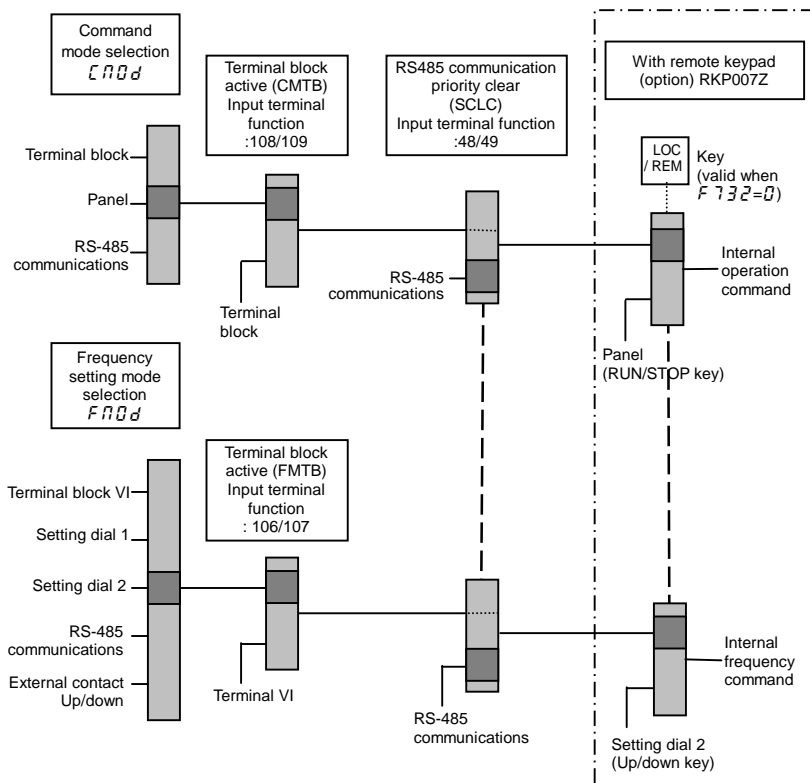 Command
mode selection
CMOd
Terminal block
active (CMTB)
Input terminal
function
:108/109
RS485 communication
priority clear
(SCLC)
Input terminal function
:48/49
With remote keypad
(option) RKP007Z
Terminal block
Panel
RS-485
communications
Terminal
block
RS-485
communications
LOC
/ REM
Key
(valid when
F732=0)
Internal
operation
command
Panel
(RUN/STOP key)
Frequency
setting mode
selection
FMOd
Terminal block
active (FMTB)
Input terminal
function
: 106/107
Terminal block VI
Setting dial 1
Setting dial 2
RS-485
communications
External contact
Up/down
Terminal VI
RS-485
communications
Internal
frequency
command
Setting dial 2
(Up/down key)